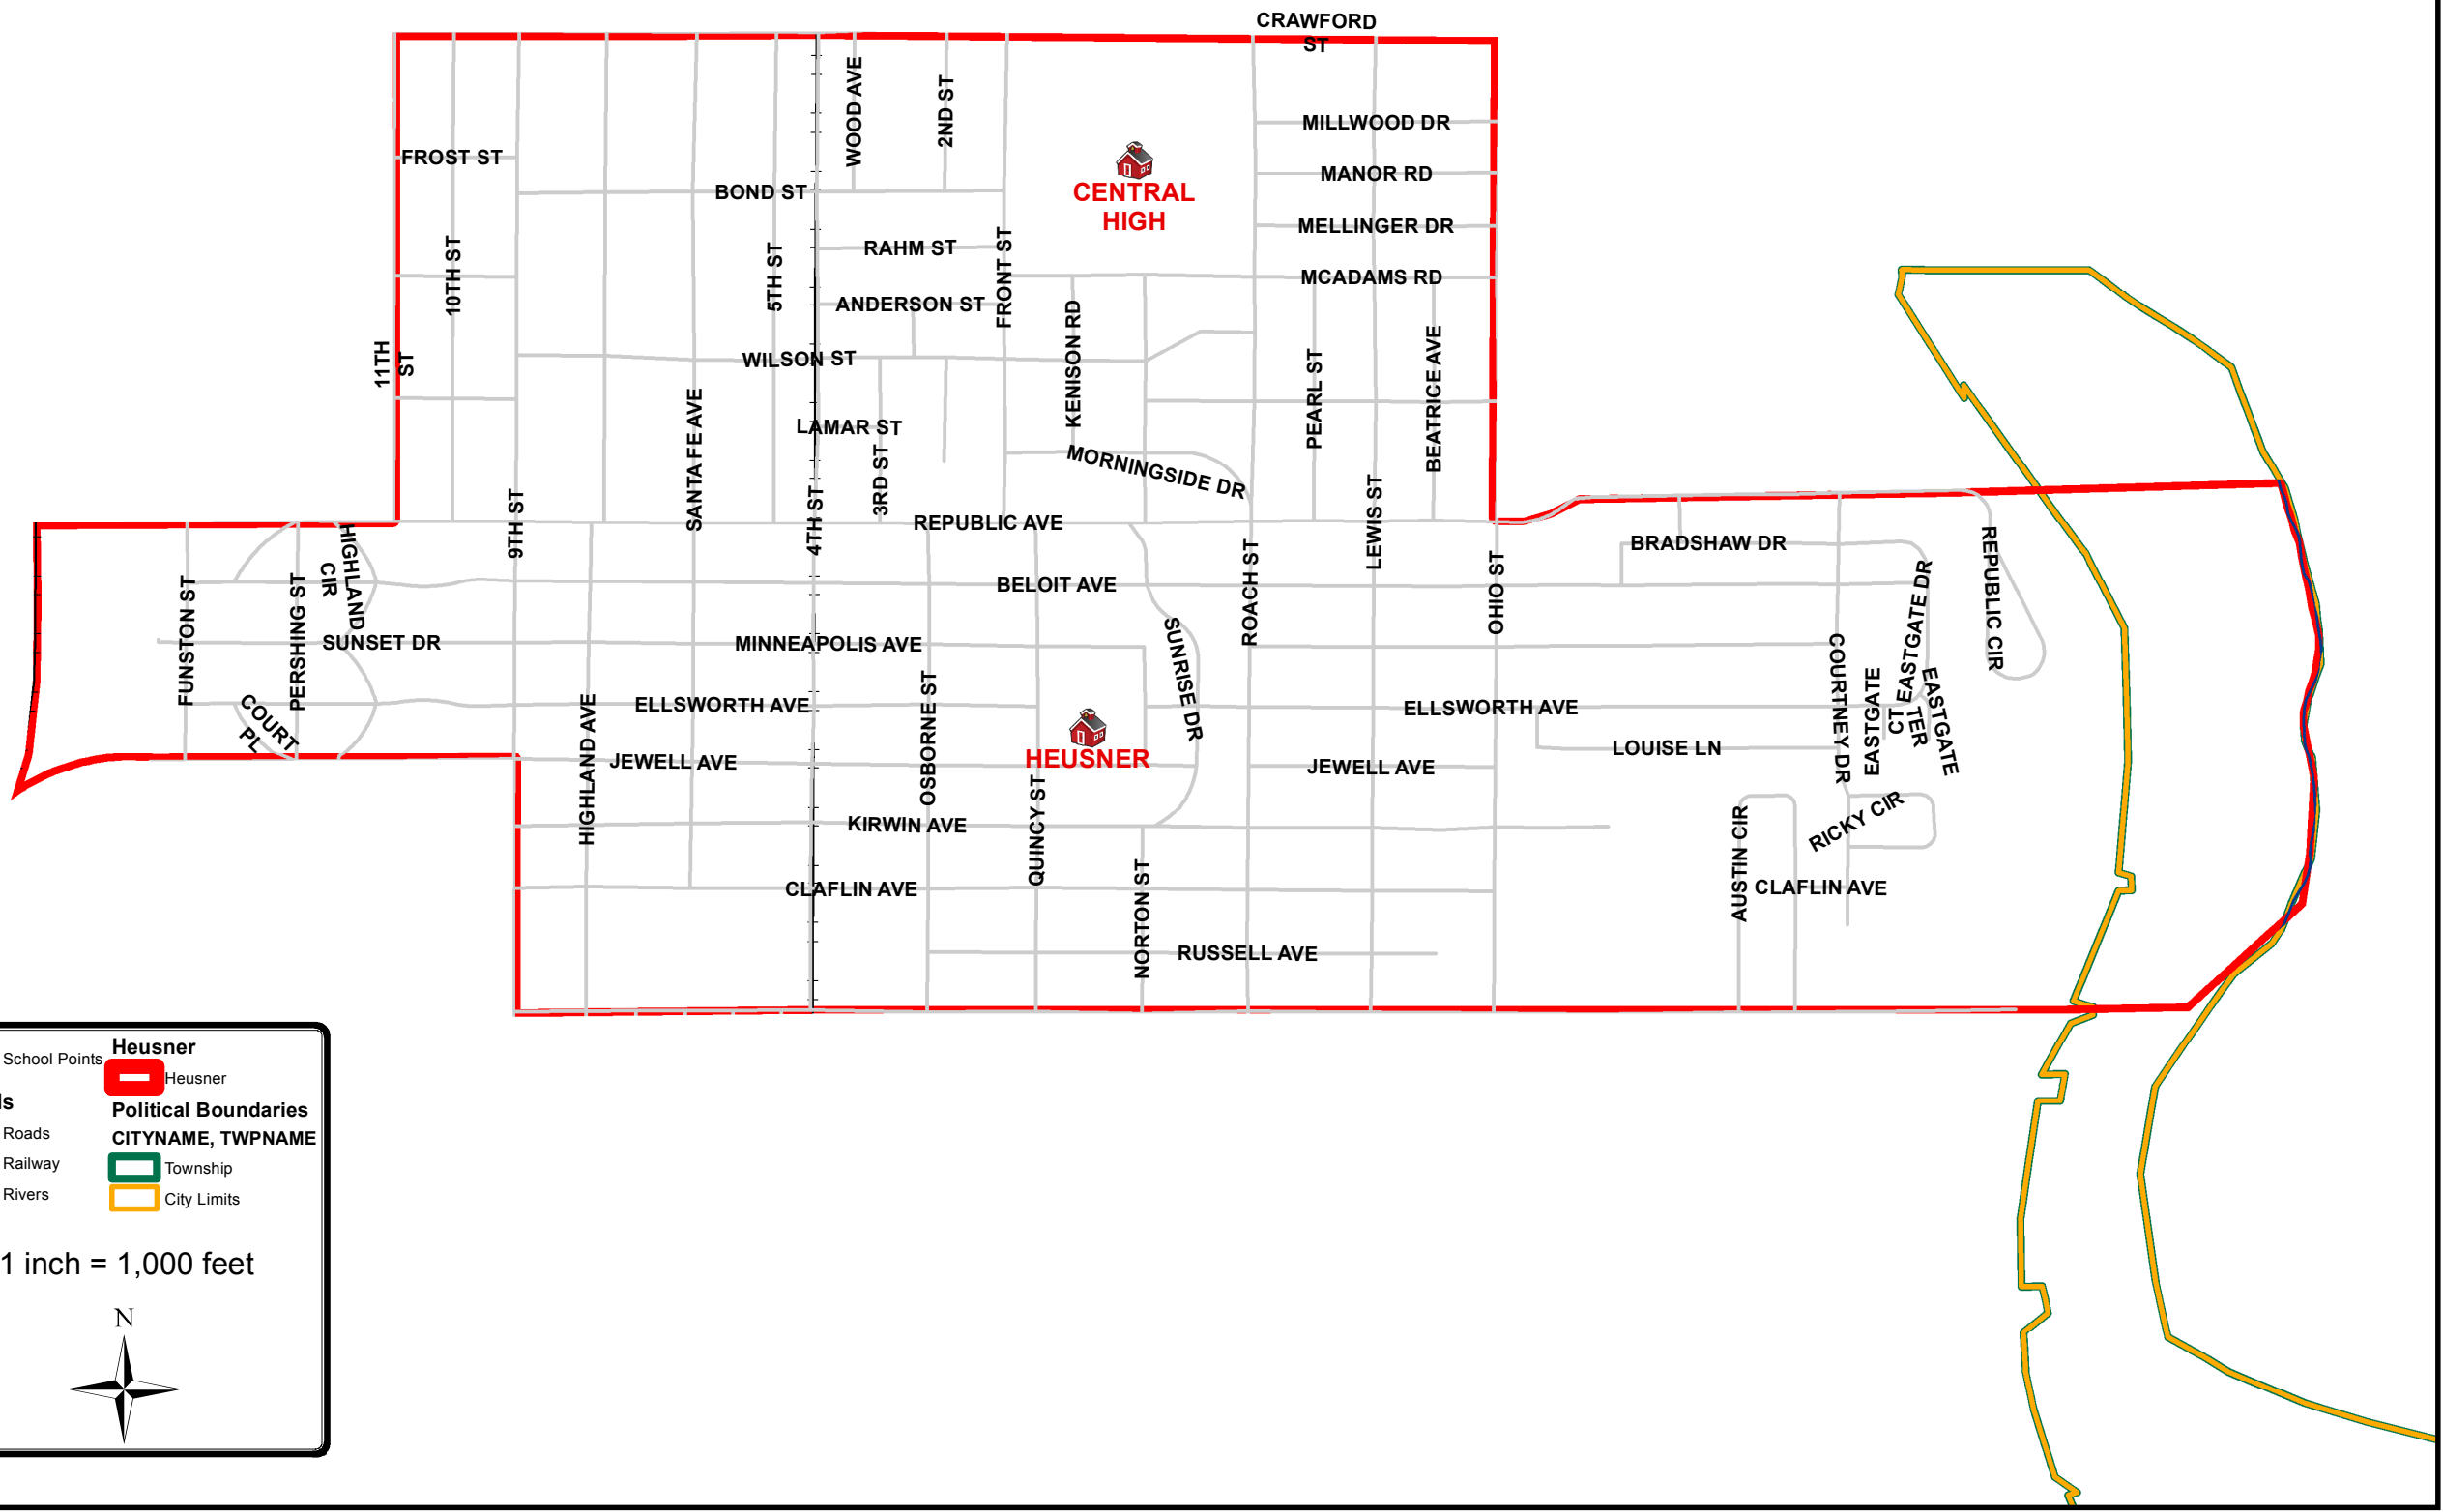 CRAWFORD
ST
WOOD AVE
2ND ST
MILLWOOD DR
FROST ST
MANOR RD
BOND ST
CENTRAL
HIGH
MELLINGER DR
RAHM ST
FRONT ST
10TH ST
5TH ST
MCADAMS RD
ANDERSON ST
KENISON RD
11TH
ST
WILSON ST
PEARL ST
BEATRICE AVE
SANTA FE AVE
LAMAR ST
3RD ST
MORNINGSIDE DR
9TH ST
4TH ST
LEWIS ST
REPUBLIC AVE
HIGHLAND
CIR
BRADSHAW DR
REPUBLIC CIR
FUNSTON ST
PERSHING ST
BELOIT AVE
ROACH ST
OHIO ST
EASTGATE DR
SUNSET DR
MINNEAPOLIS AVE
SUNRISE DR
COURTNEY DR
EASTGATE
CT
EASTGATE
TER
COURT
PL
HIGHLAND AVE
ELLSWORTH AVE
OSBORNE ST
ELLSWORTH AVE
HEUSNER
LOUISE LN
JEWELL AVE
JEWELL AVE
QUINCY ST
KIRWIN AVE
RICKY CIR
AUSTIN CIR
CLAFLIN AVE
NORTON ST
CLAFLIN AVE
RUSSELL AVE
School Points
Heusner
Heusner
ls
Political Boundaries
Roads
CITYNAME, TWPNAME
Railway
Township
Rivers
City Limits
1 inch = 1,000 feet
N